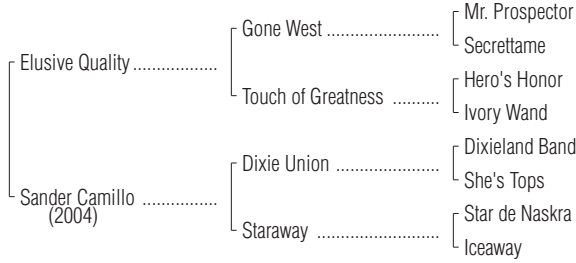 Mr. Prospector
Gone West ......................
Secrettame
Elusive Quality .................
Hero's Honor
Touch of Greatness ..........
Ivory Wand
Dixieland Band
Dixie Union .....................
She's Tops
Sander Camillo ...............
(2004)
Star de Naskra
Staraway ........................
Iceaway